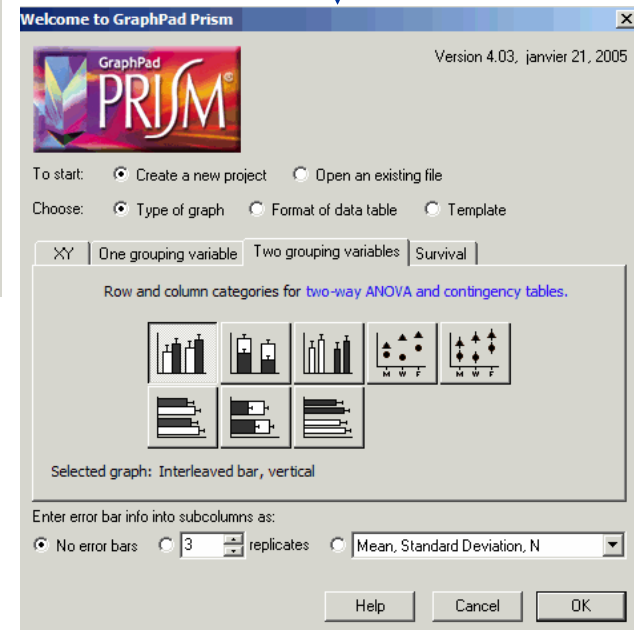 Welcome to GraphPad Prism
GraphPad
PRISM®
Version 4.03, janvier 21, 2005
To start: Create a new project Open an existing file
Choose: Type of graph Format of data table Template
XY One grouping variable Two grouping variables Survival
Row and column categories for two-way ANOVA and contingency tables.
M W F M W F
Selected graph: Interleaved bar, vertical
Enter error bar info into subcolumns as:
No error bars 3 replicates Mean, Standard Deviation, N
Help Cancel OK